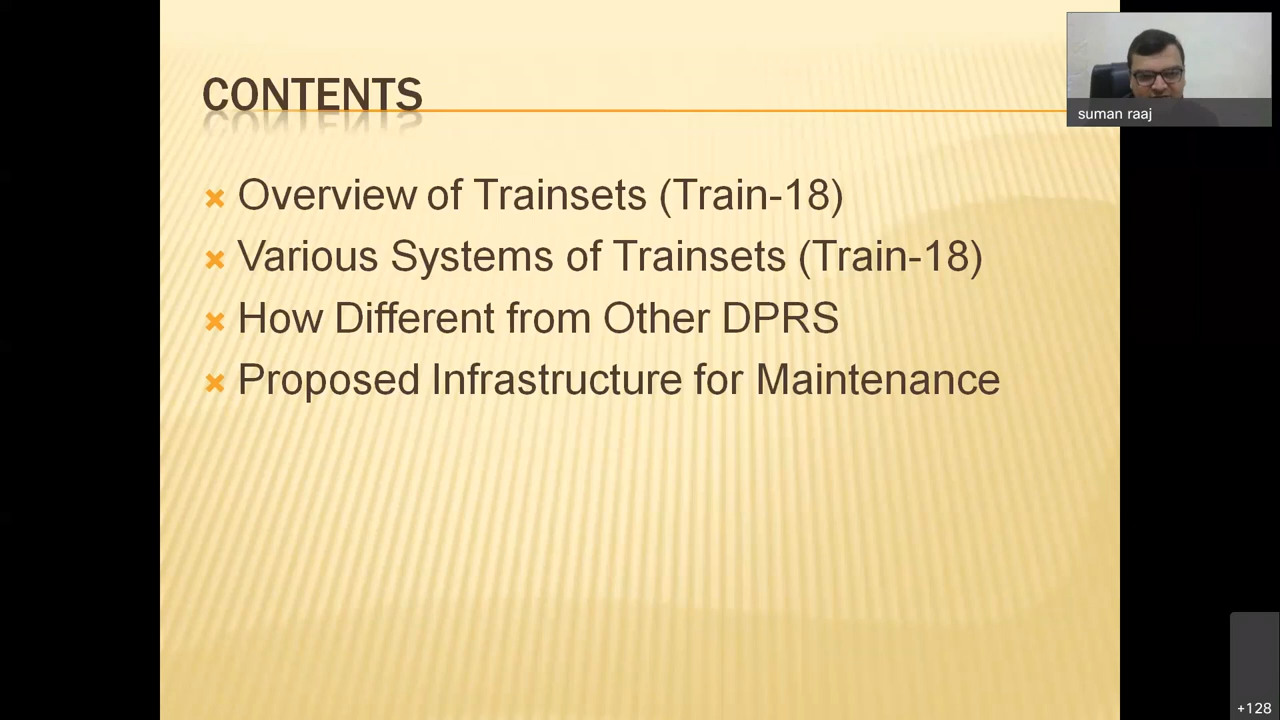 CONTENTS
suman raaj
Overview of Trainsets (Train-18)
Various Systems of Trainsets (Train-18)
How Different from Other DPRS
Proposed Infrastructure for Maintenance
+128